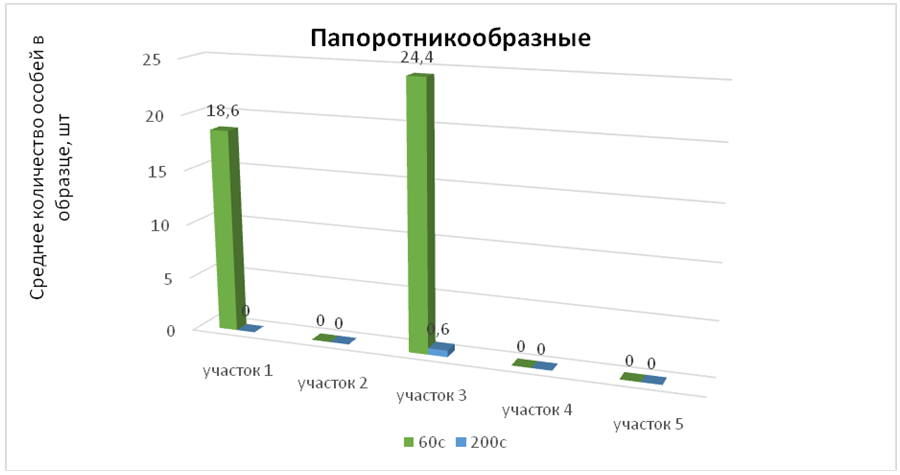 Папоротникообразные
Среднее количество особей в
образце, шт
25
20
15
10
5
0
18,6
0
0 0
24,4
0,6
0 0
0 0
участок 1
участок 2
участок 3
участок 4
участок 5
60с 200с